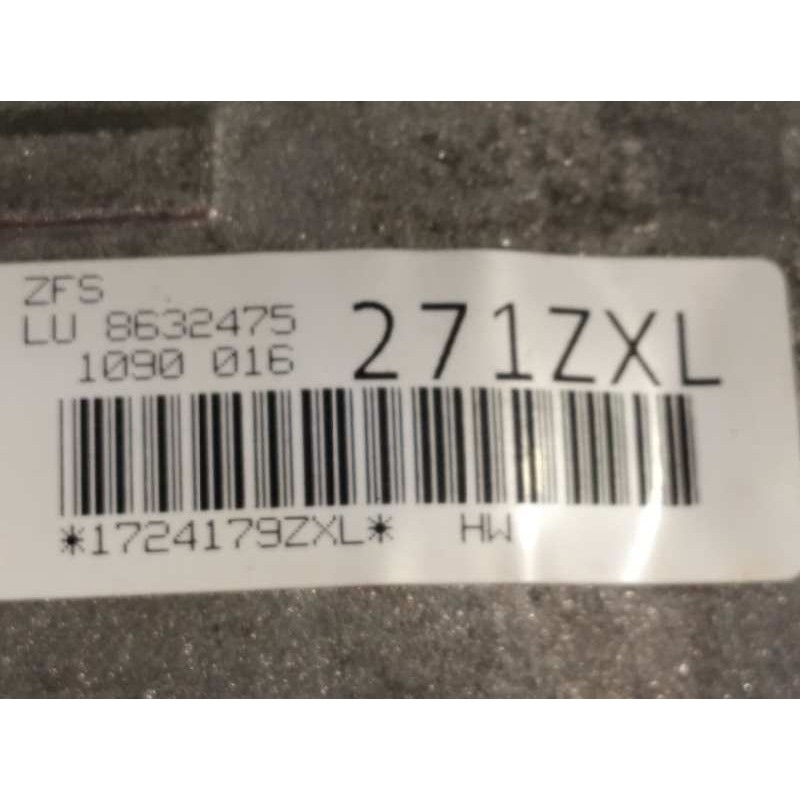 ZFS
LU 8632475
1090 016
271ZXL
*1724179ZXL* HW